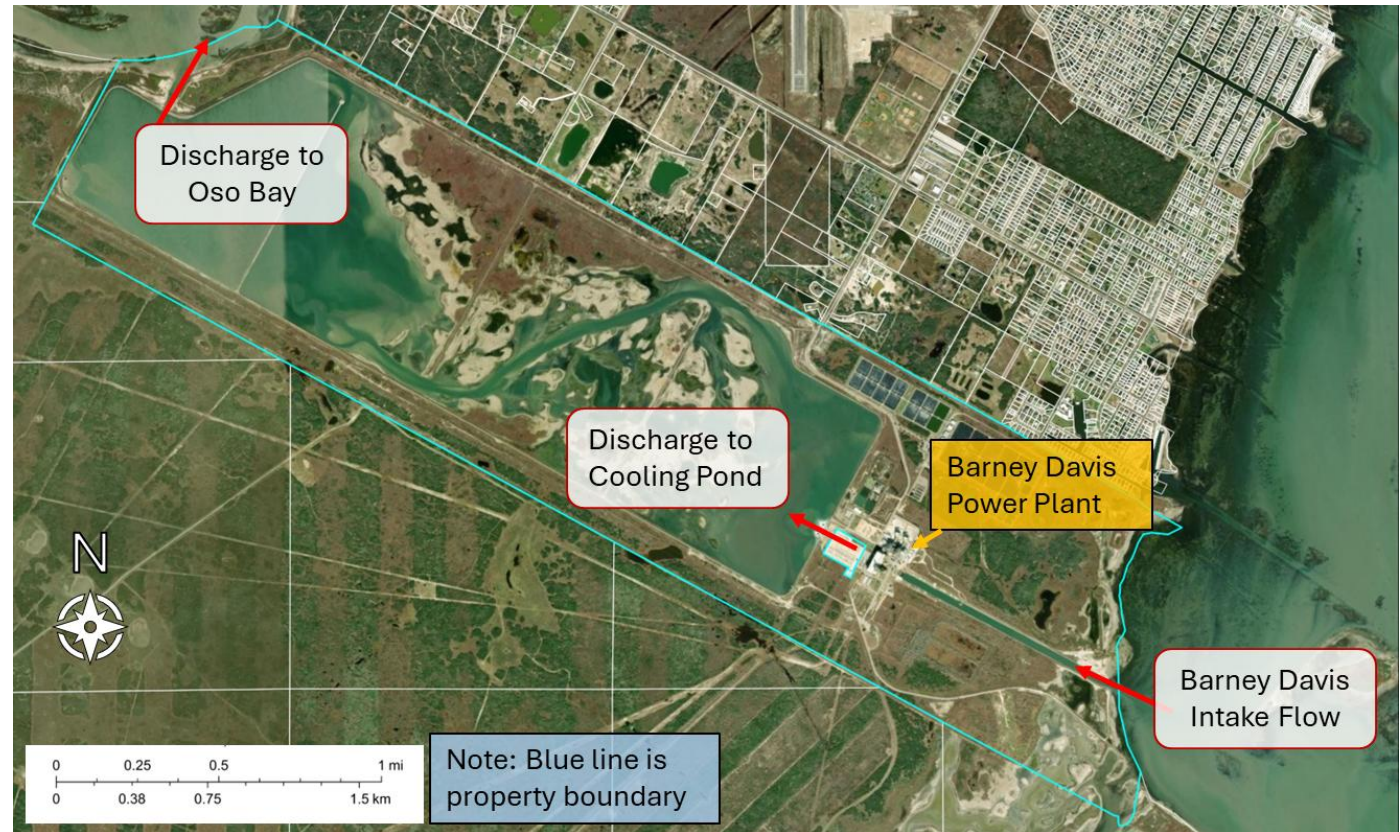 Discharge to
Oso Bay
Discharge to
Cooling Pond
Barney Davis
Power Plant
N
Barney Davis
Intake Flow
0 0.25 0.5 1 mi
0 0.38 0.75 1.5 km
Note: Blue line is
property boundary